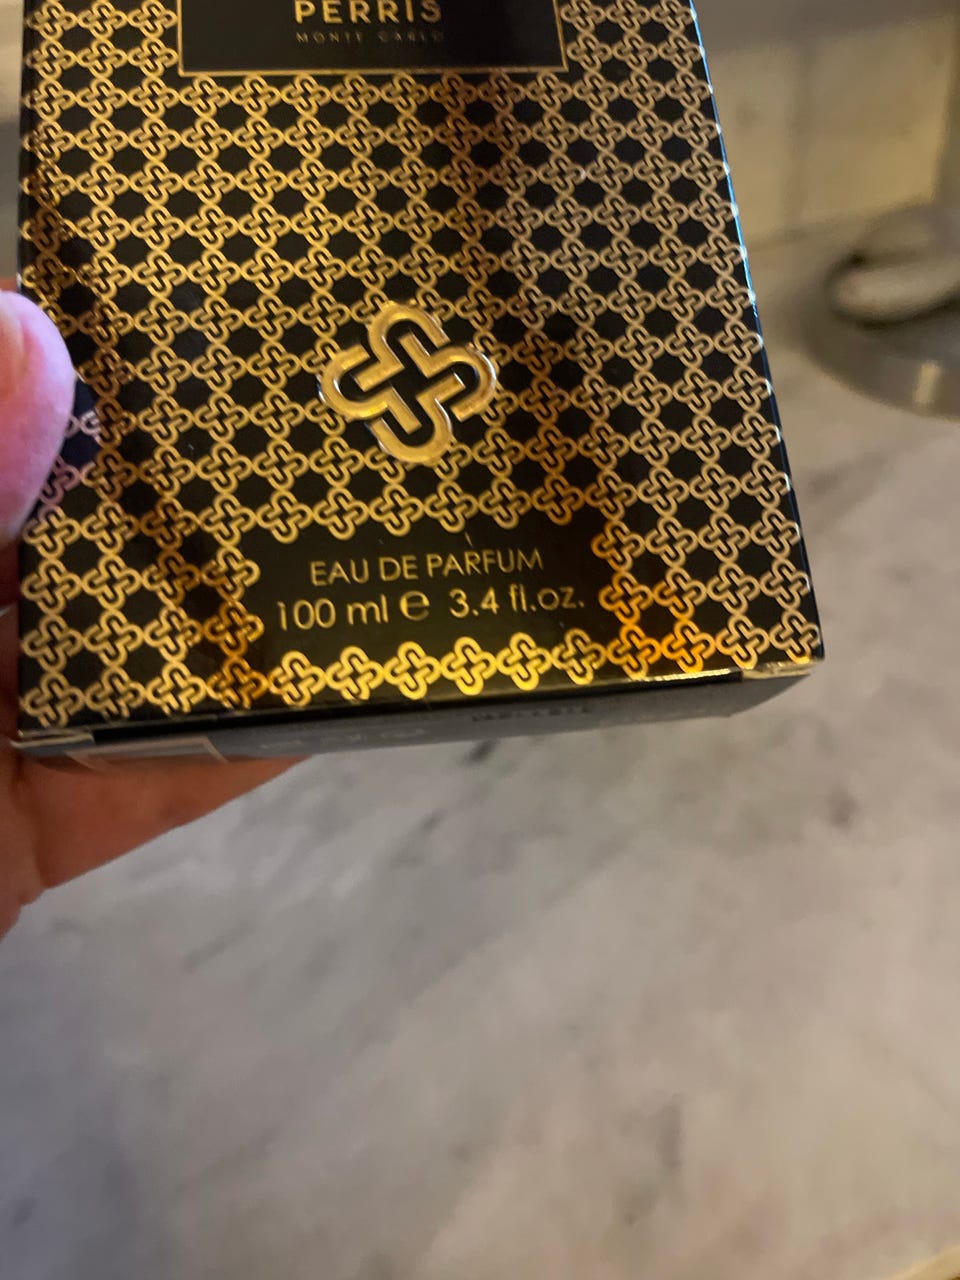 PERRIS
MONTE CARLO
EAU DE PARFUM
100 ml ℮ 3.4 fl.oz.